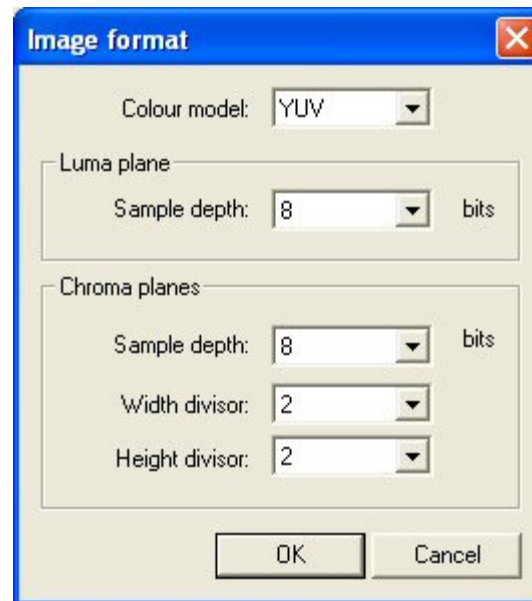 Image format
Colour model: YUV
Luma plane
Sample depth: 8 bits
Chroma planes
Sample depth: 8 bits
Width divisor: 2
Height divisor: 2
OK Cancel